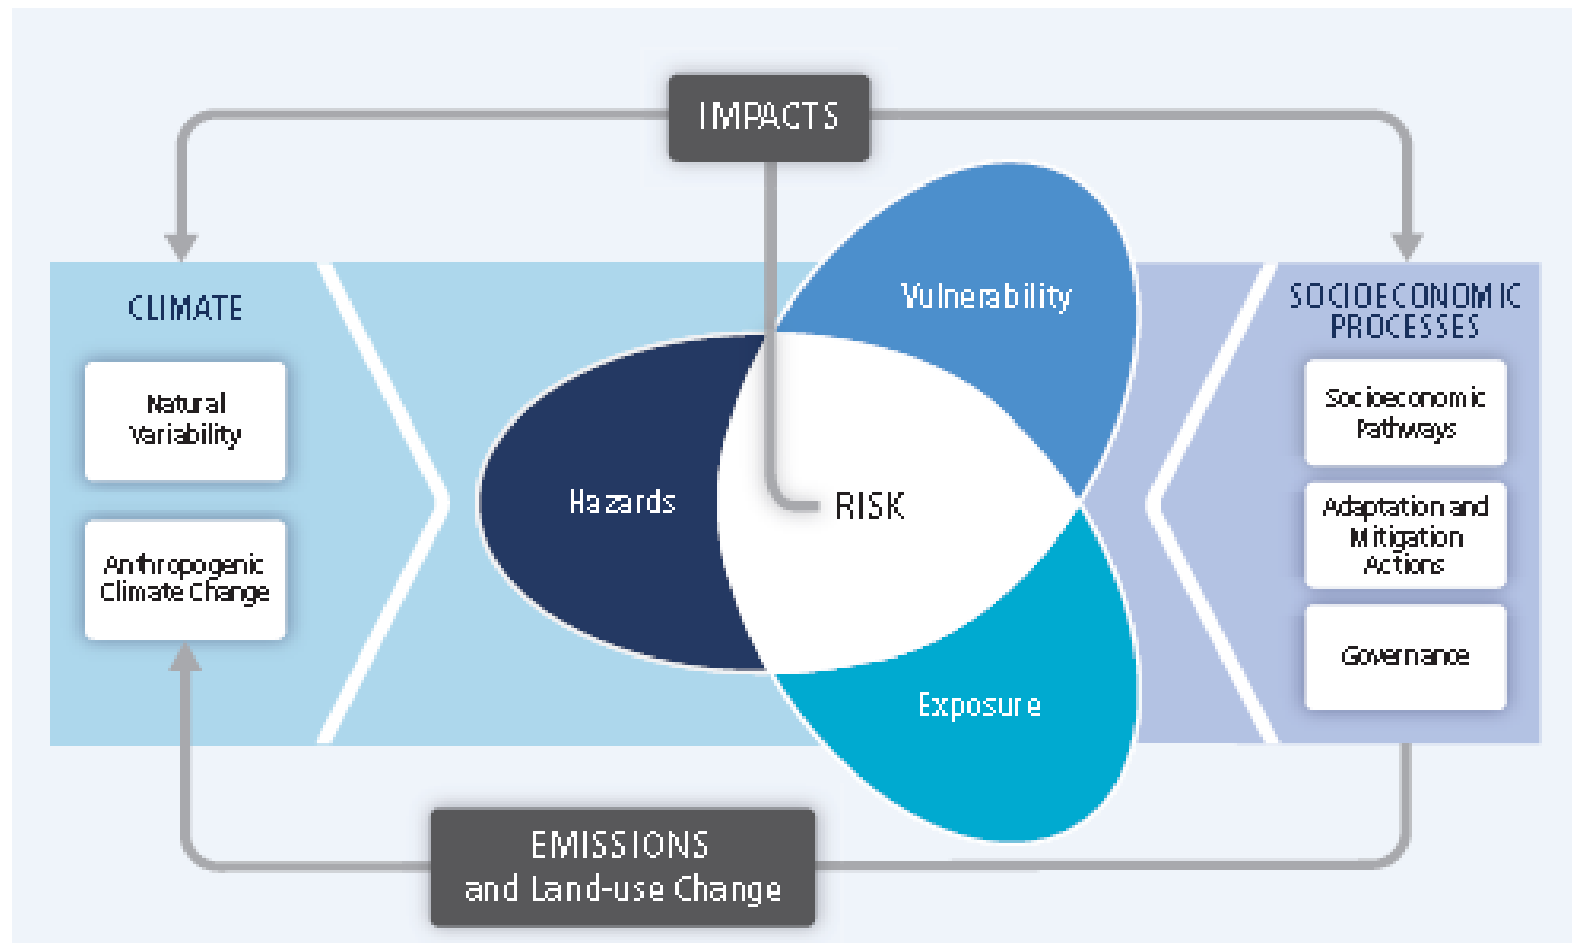 IMPACTS
CLIMATE
Natural
Variability
Anthropogenic
Climate Change
Vulnerability
Hazards
RISK
Exposure
SOCIOECONOMIC
PROCESSES
Socioeconomic
Pathways
Adaptation and
Mitigation
Actions
Governance
EMISSIONS
and Land-use Change